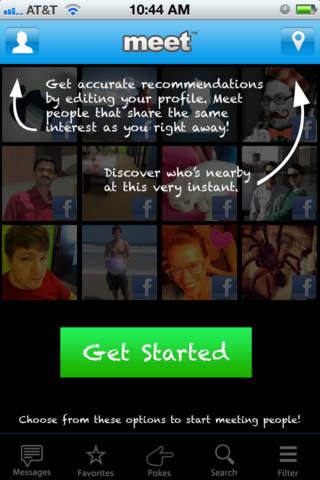 AT&T 10:44 AM
meet™
Get accurate recommendations
by editing your profile. Meet
people that share the same
interest as you right away!
Discover who's nearby
at this very instant.
f
f
f
f
f
Get Started
Choose from these options to start meeting people!
Messages Favorites Pokes Search Filter